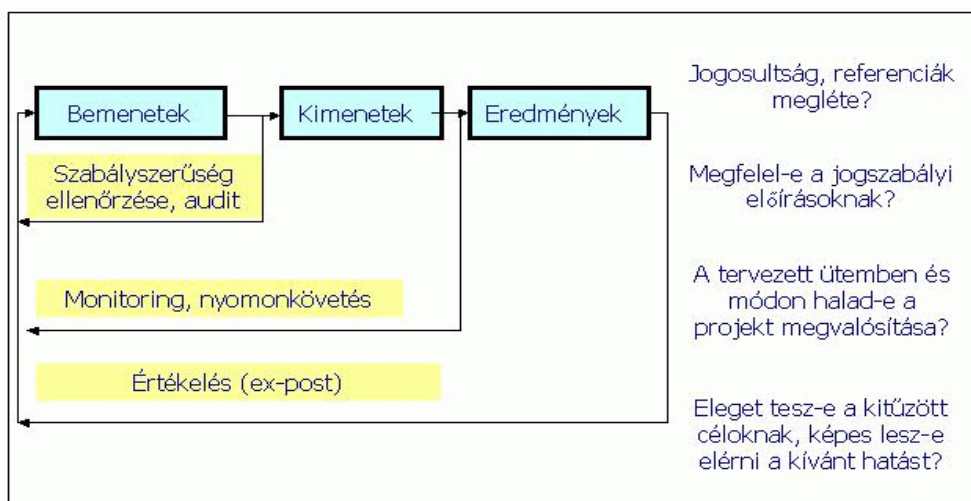 Bemenetek
Kimenetek
Eredmények
Szabályszerűség
ellenőrzése, audit
Monitoring, nyomonkövetés
Értékelés (ex-post)
Jogosultság, referenciák
megléte?
Megfelel-e a jogszabályi
előírásoknak?
A tervezett ütemben és
módon halad-e a
projekt megvalósítása?
Eleget tesz-e a kitűzött
céloknak, képes lesz-e
elérni a kívánt hatást?